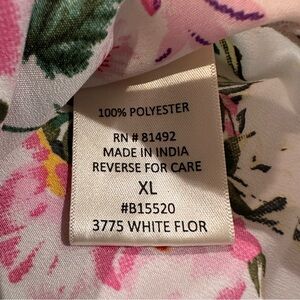 100% POLYESTER
RN # 81492
MADE IN INDIA
REVERSE FOR CARE
XL
#B15520
3775 WHITE FLOR